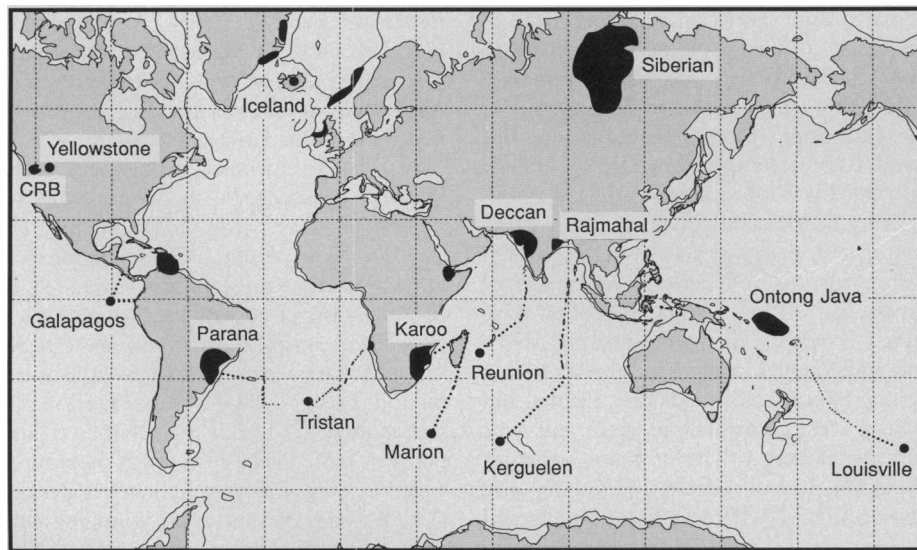 Siberian
Iceland
Yellowstone
CRB
Deccan
Rajmahal
Ontong Java
Galapagos
Parana
Karoo
Reunion
Tristan
Marion
Kerguelen
Louisville